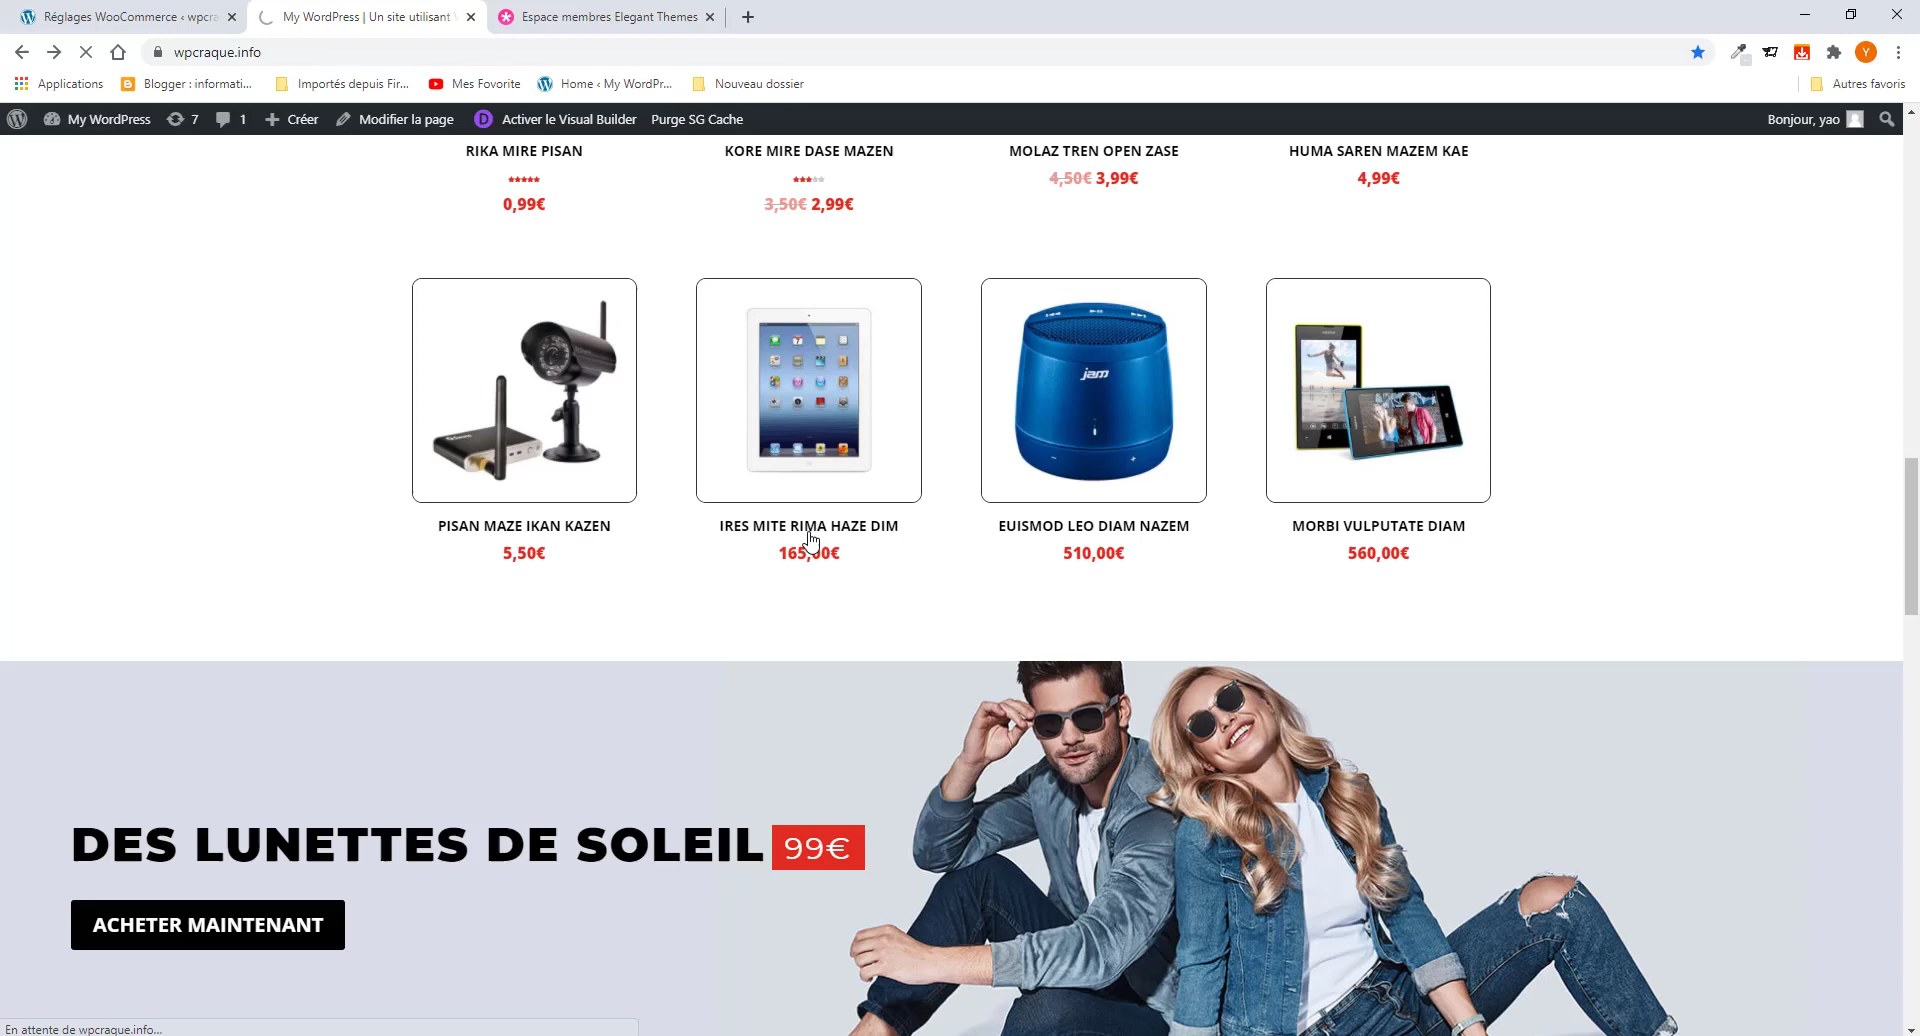 Réglages WooCommerce ‹ wpcra
My WordPress | Un site utilisant
Espace membres Elegant Themes
wpcraque.info
Applications
Blogger : informati...
Importés depuis Fir...
Mes Fovorite
Home ‹ My WordPr...
Nouveau dossier
Autres favoris
My WordPress
7
1
Créer
Modifier la page
Activer le Visual Builder
Purge SG Cache
Bonjour, yao
RIKA MIRE PISAN
KORE MIRE DASE MAZEN
MOLAZ TREN OPEN ZASE
HUMA SAREN MAZEM KAE
4,50€ 3,99€
4,99€
0,99€
3,50€ 2,99€
jam
PISAN MAZE IKAN KAZEN
IRES MITE RIMA HAZE DIM
EUISMOD LEO DIAM NAZEM
MORBI VULPUTATE DIAM
5,50€
165,00€
510,00€
560,00€
DES LUNETTES DE SOLEIL 99€
ACHETER MAINTENANT
En attente de wpcraque.info...